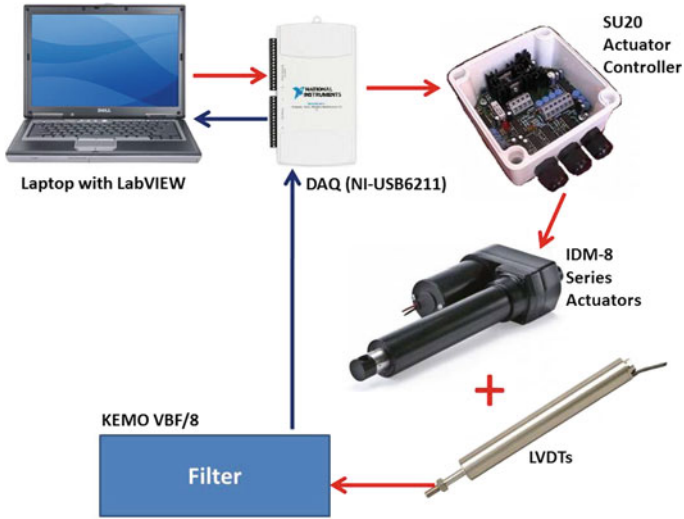 SU20
Actuator
Controller
DELL
NATIONAL
INSTRUMENTS
Laptop with LabVIEW
DAQ (NI-USB6211)
IDM-8
Series
Actuators
+
KEMO VBF/8
Filter
LVDTs